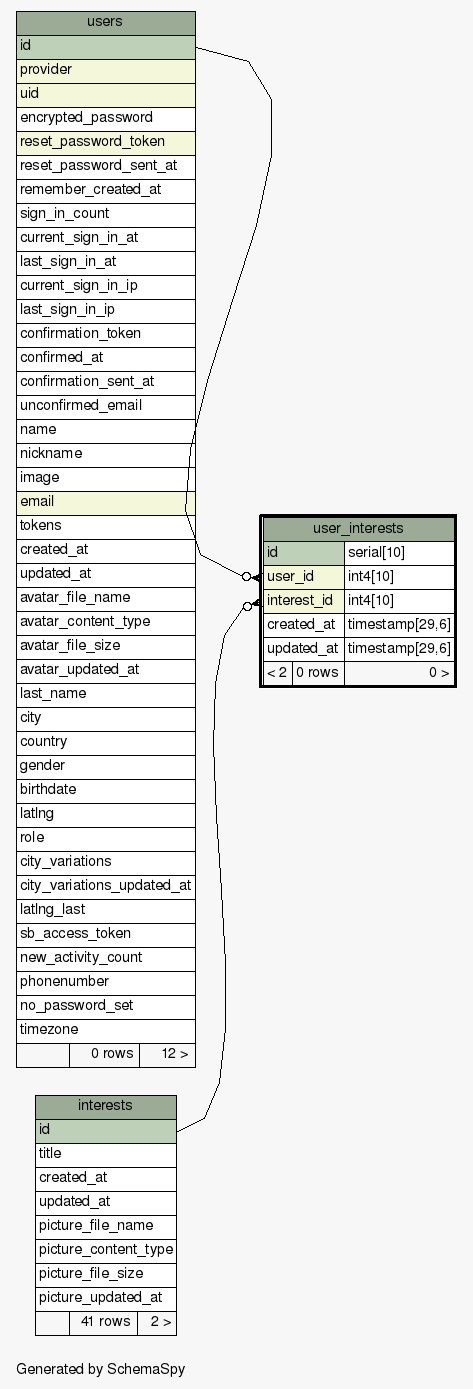 users
id
provider
uid
encrypted_password
reset_password_token
reset_password_sent_at
remember_created_at
sign_in_count
current_sign_in_at
last_sign_in_at
current_sign_in_ip
last_sign_in_ip
confirmation_token
confirmed_at
confirmation_sent_at
unconfirmed_email
name
nickname
image
email
tokens
created_at
updated_at
avatar_file_name
avatar_content_type
avatar_file_size
avatar_updated_at
last_name
city
country
gender
birthdate
latlng
role
city_variations
city_variations_updated_at
latlng_last
sb_access_token
new_activity_count
phonenumber
no_password_set
timezone
0 rows 12 >
user_interests
id serial[10]
user_id int4[10]
interest_id int4[10]
created_at timestamp[29,6]
updated_at timestamp[29,6]
< 2 0 rows 0 >
interests
id
title
created_at
updated_at
picture_file_name
picture_content_type
picture_file_size
picture_updated_at
41 rows 2 >
Generated by SchemaSpy